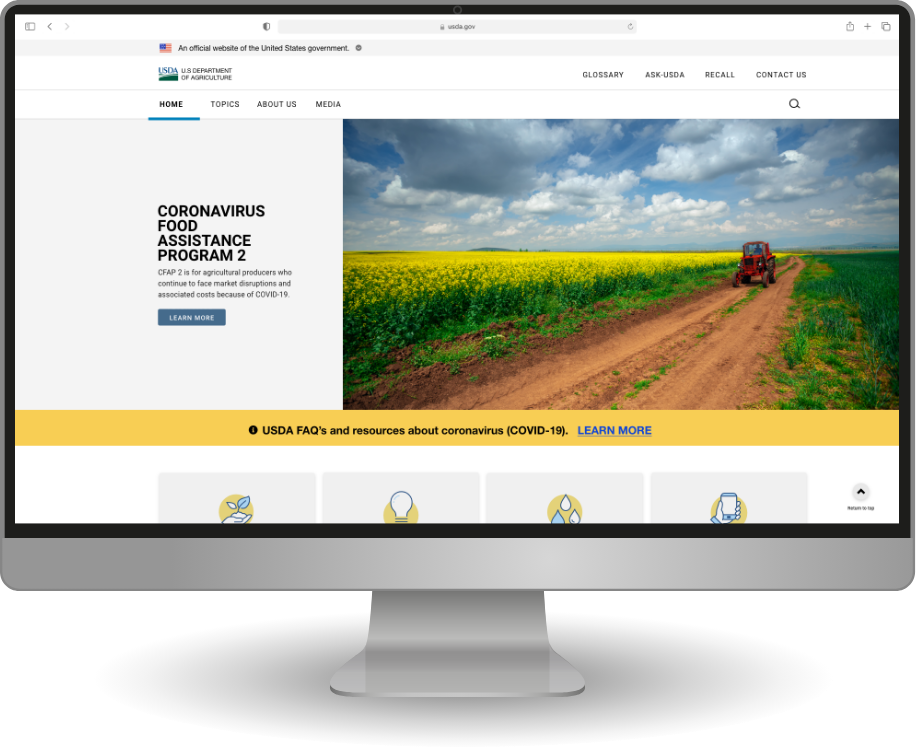 usda.gov
An official website of the United States government.
USDA U.S DEPARTMENT
OF AGRICULTURE
GLOSSARY ASK-USDA RECALL CONTACT US
HOME TOPICS ABOUT US MEDIA
CORONAVIRUS
FOOD
ASSISTANCE
PROGRAM 2
CFAP 2 is for agricultural producers who
continue to face market disruptions and
associated costs because of COVID-19.
LEARN MORE
USDA FAQ's and resources about coronavirus (COVID-19). LEARN MORE
Return to top